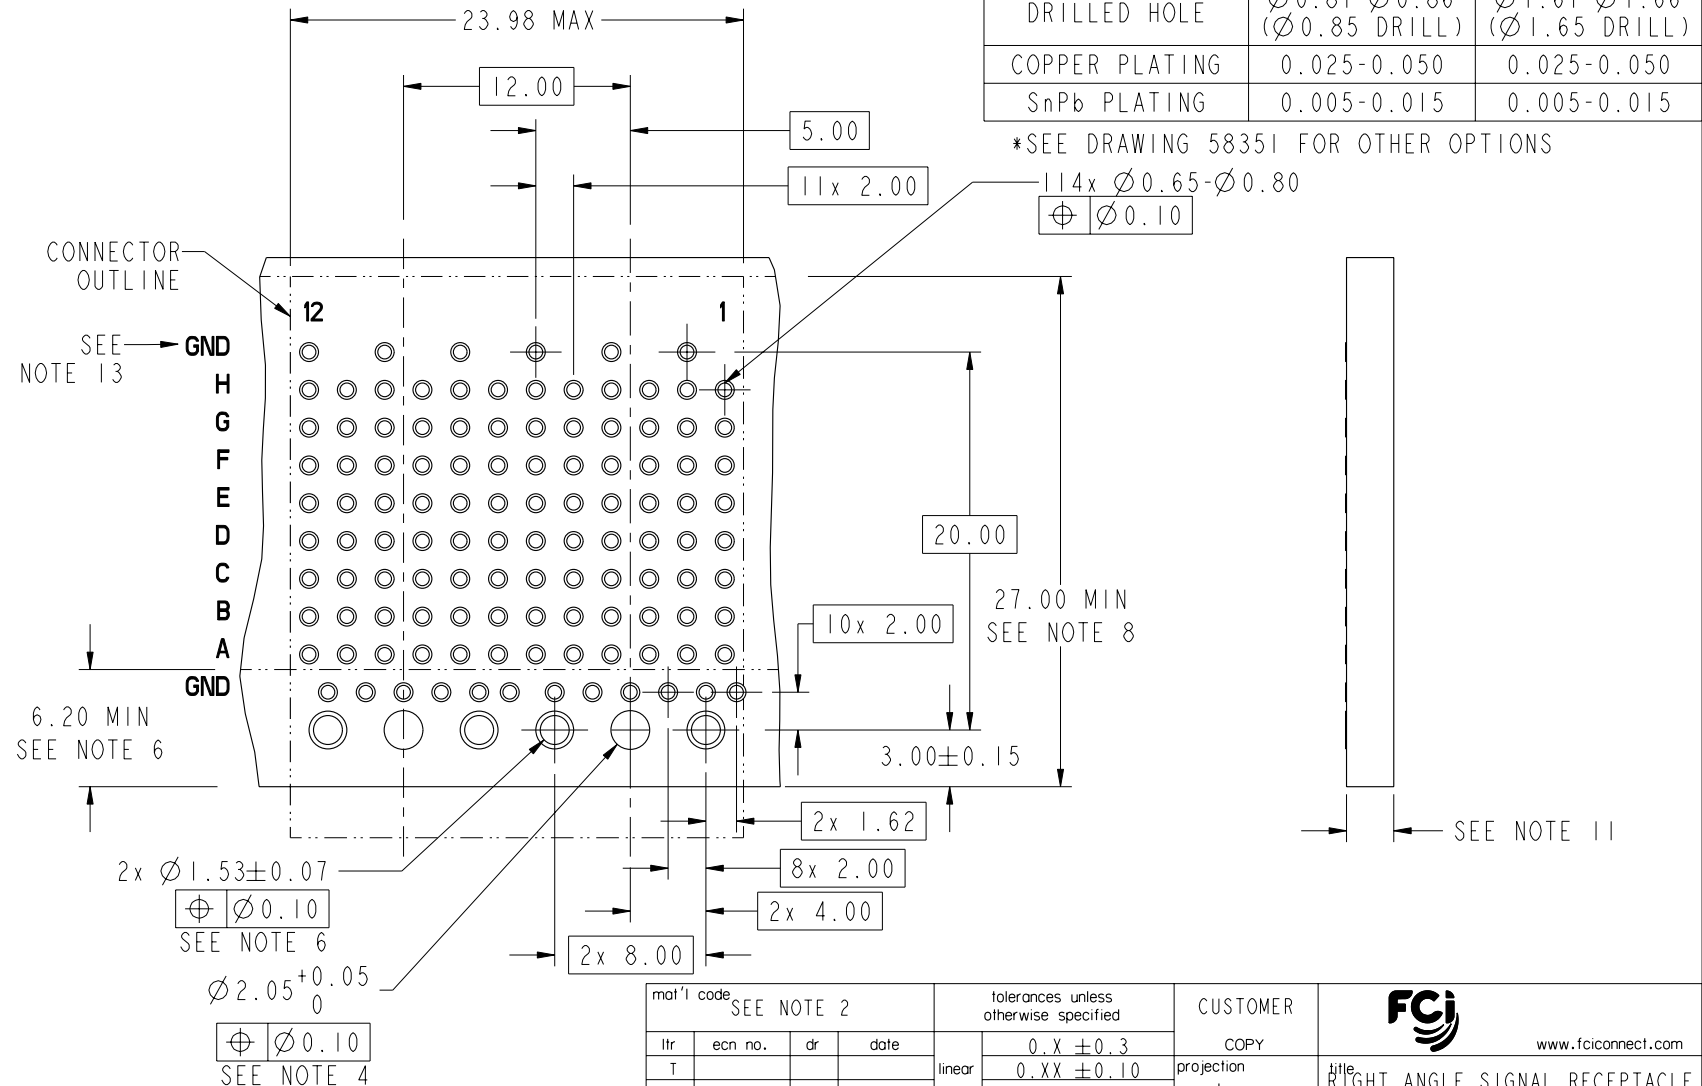 23.98 MAX
12.00
5.00
11x 2.00
DRILLED HOLE
(Ø0.85 DRILL)
(Ø1.65 DRILL)
COPPER PLATING 0.025-0.050 0.025-0.050
SnPb PLATING 0.005-0.015 0.005-0.015
*SEE DRAWING 58351 FOR OTHER OPTIONS
114x Ø0.65-Ø0.80
⌖ Ø0.10
CONNECTOR
OUTLINE
12 1
SEE
NOTE 13
GND
H
G
F
E
D
C
B
A
GND
20.00
27.00 MIN
SEE NOTE 8
10x 2.00
6.20 MIN
SEE NOTE 6
3.00±0.15
2x 1.62
8x 2.00
2x 4.00
2x 8.00
SEE NOTE 11
2x Ø1.53±0.07
⌖ Ø0.10
SEE NOTE 6
Ø2.05 +0.05
0
⌖ Ø0.10
SEE NOTE 4
mat'l code SEE NOTE 2
tolerances unless
otherwise specified
CUSTOMER
COPY
FCi
www.fciconnect.com
ltr ecn no. dr date
T
linear
0.X ±0.3
0.XX ±0.10
projection
title
RIGHT ANGLE SIGNAL RECEPTACLE